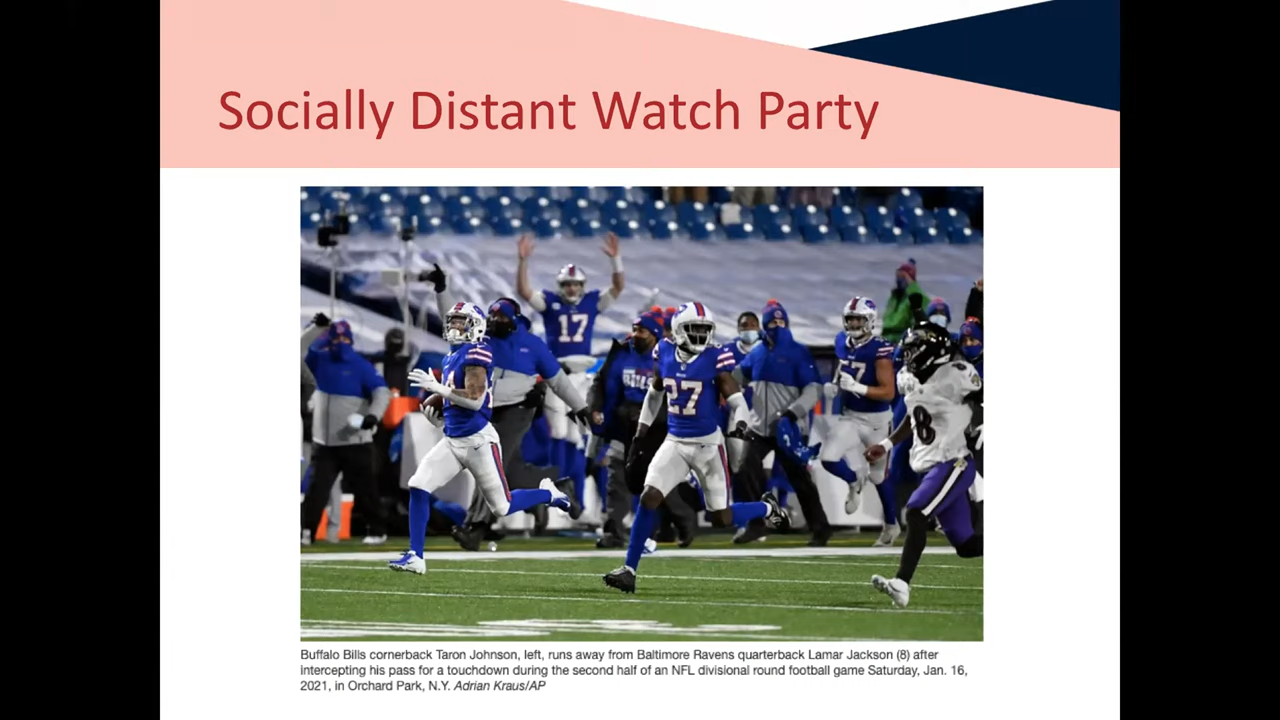 Socially Distant Watch Party
17
27
57
8
BILLS
Buffalo Bills cornerback Taron Johnson, left, runs away from Baltimore Ravens quarterback Lamar Jackson (8) after
intercepting his pass for a touchdown during the second half of an NFL divisional round football game Saturday, Jan. 16,
2021, in Orchard Park, N.Y. Adrian Kraus/AP